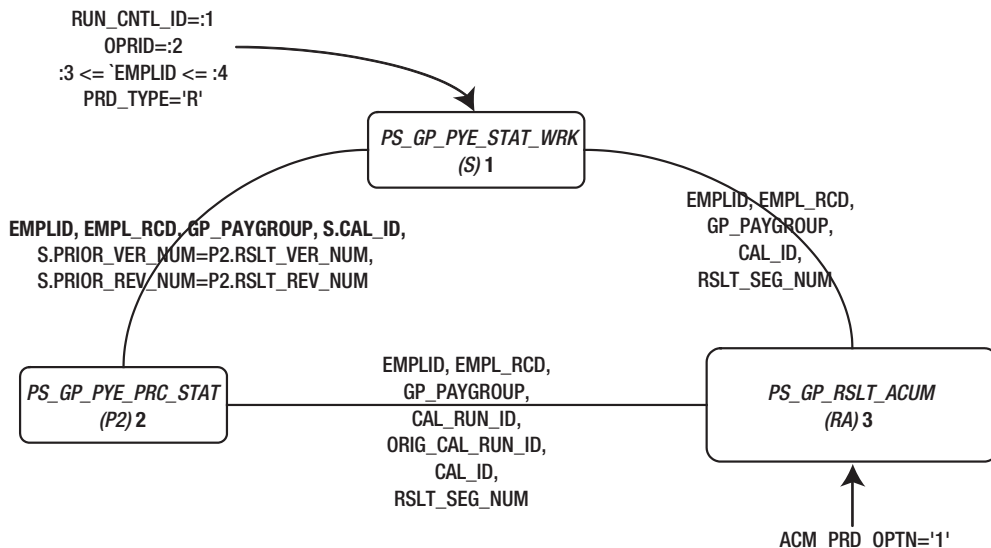 RUN_CNTL_ID=:1
OPRID=:2
:3 <= `EMPLID <= :4
PRD_TYPE='R'
PS_GP_PYE_STAT_WRK
(S) 1
EMPLID, EMPL_RCD, GP_PAYGROUP, S.CAL_ID,
S.PRIOR_VER_NUM=P2.RSLT_VER_NUM,
S.PRIOR_REV_NUM=P2.RSLT_REV_NUM
EMPLID, EMPL_RCD,
GP_PAYGROUP,
CAL_ID,
RSLT_SEG_NUM
PS_GP_PYE_PRC_STAT
(P2) 2
EMPLID, EMPL_RCD,
GP_PAYGROUP,
CAL_RUN_ID,
ORIG_CAL_RUN_ID,
CAL_ID,
RSLT_SEG_NUM
PS_GP_RSLT_ACUM
(RA) 3
ACM_PRD_OPTN='1'